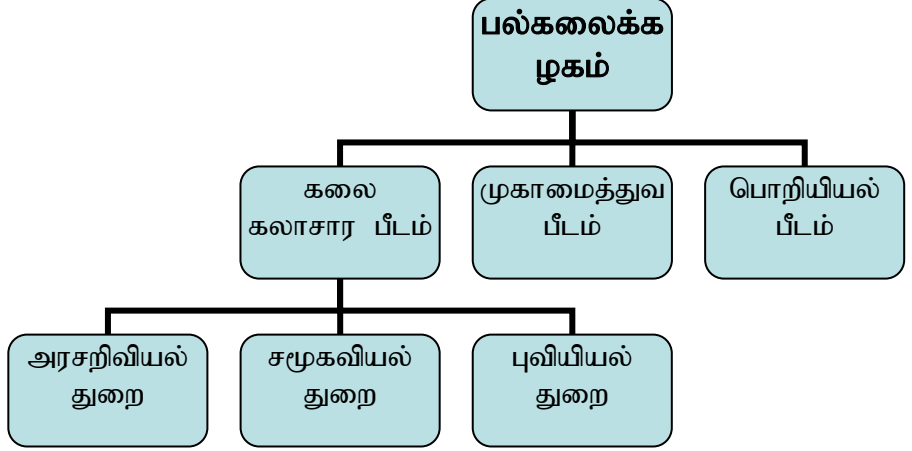 பல்கலைக்க
ழகம்
கலை
கலாசார பீடம்
முகாமைத்துவ
பீடம்
பொறியியல்
பீடம்
அரசறிவியல்
துறை
சமூகவியல்
துறை
புவியியல்
துறை